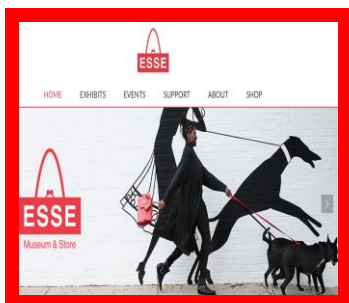 ESSE
HOME EXHIBITS EVENTS SUPPORT ABOUT SHOP
ESSE
Museum & Store